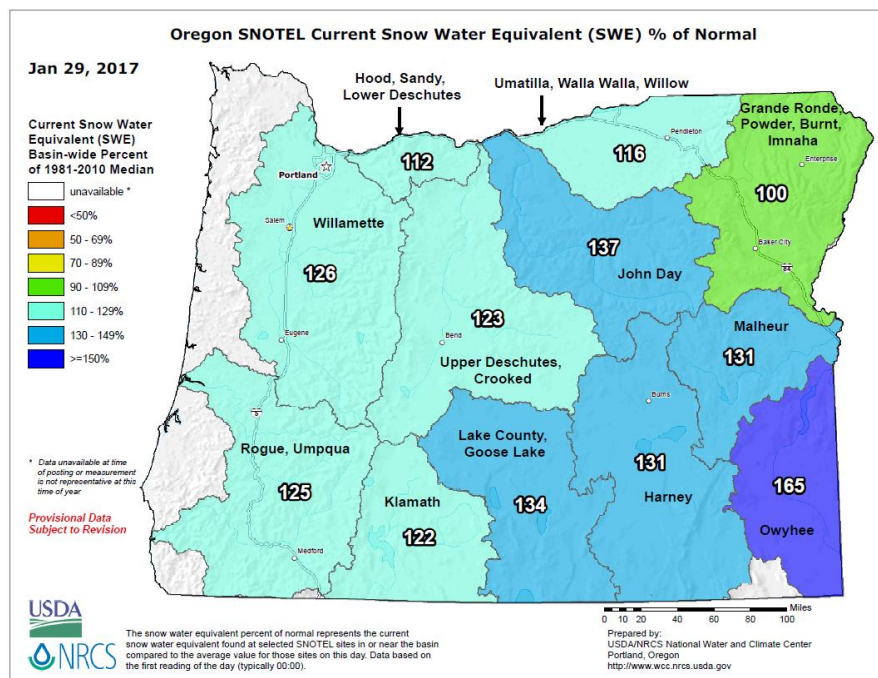 Oregon SNOTEL Current Snow Water Equivalent (SWE) % of Normal
Jan 29, 2017
Current Snow Water
Equivalent (SWE)
Basin-wide Percent
of 1981-2010 Median
unavailable *
<50%
50 - 69%
70 - 89%
90 - 109%
110 - 129%
130 - 149%
>=150%
Hood, Sandy,
Lower Deschutes
Umatilla, Walla Walla, Willow
Grande Ronde,
Powder, Burnt,
Imnaha
Enterprise
100
Baker City
84
Pendleton
116
112
Portland
Salem
Willamette
126
Eugene
137
John Day
123
Bend
Upper Deschutes,
Crooked
Malheur
131
Burns
131
Harney
Lake County,
Goose Lake
134
165
Owyhee
5
Rogue, Umpqua
125
Medford
Klamath
122
* Data unavailable at time
of posting or measurement
is not representative at this
time of year
Provisional Data
Subject to Revision
USDA
NRCS
The snow water equivalent percent of normal represents the current
snow water equivalent found at selected SNOTEL sites in or near the basin
compared to the average value for those sites on this day. Data based on
the first reading of the day (typically 00:00).
Miles
0 10 20 40 60 80 100
Prepared by:
USDA/NRCS National Water and Climate Center
Portland, Oregon
http://www.wcc.nrcs.usda.gov